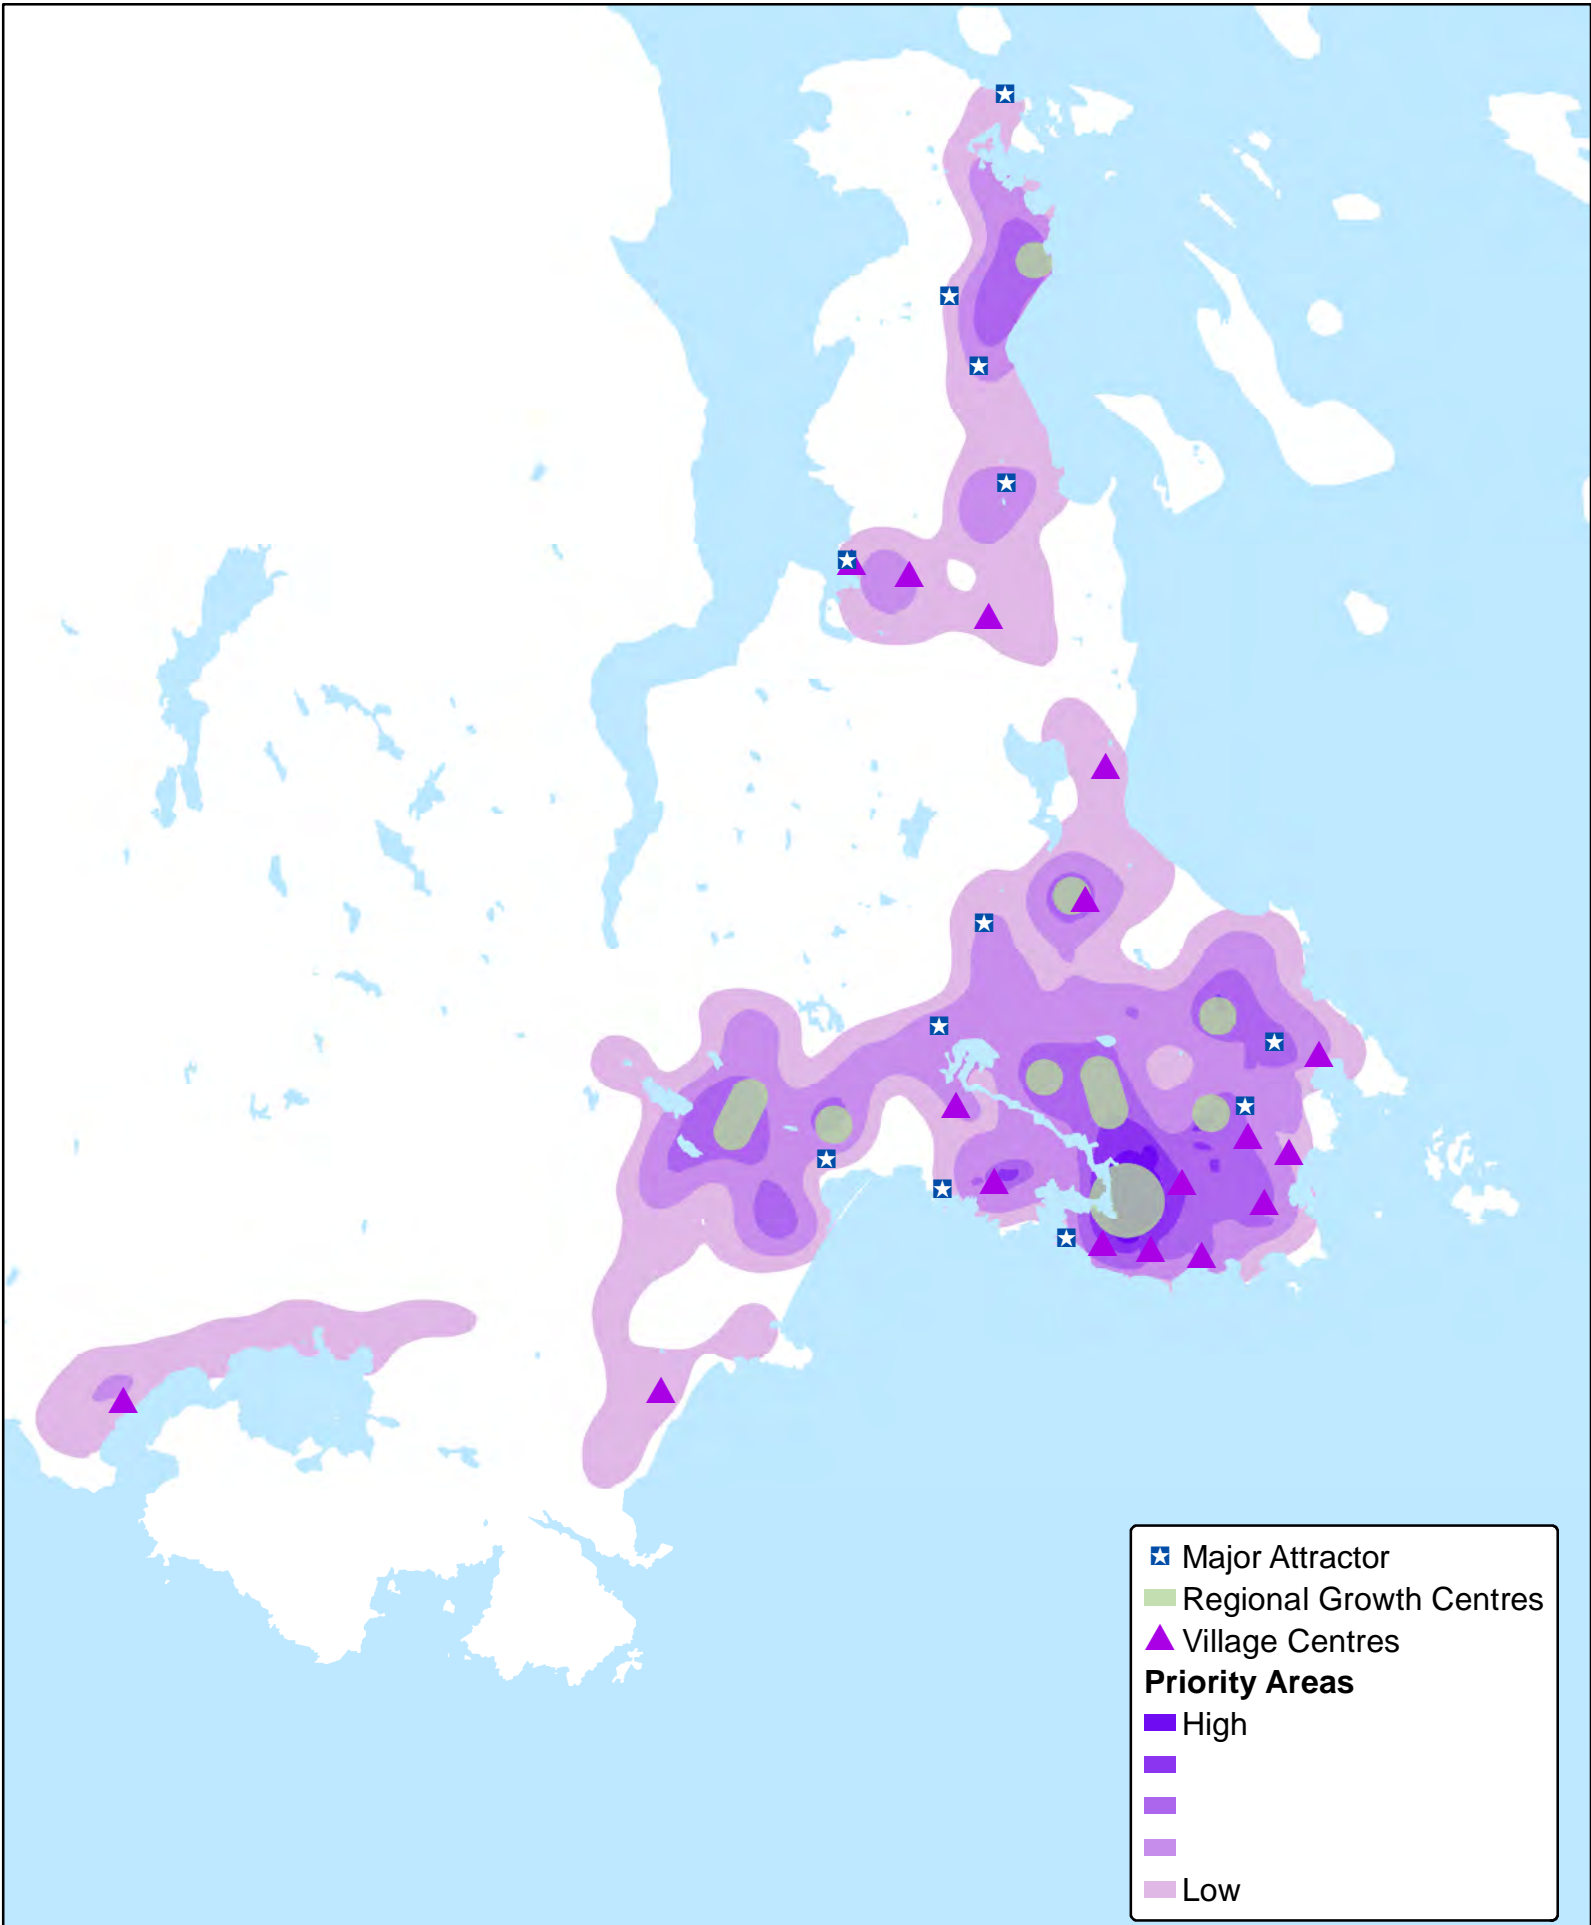 Major Attractor
Regional Growth Centres
Village Centres
Priority Areas
High
Low